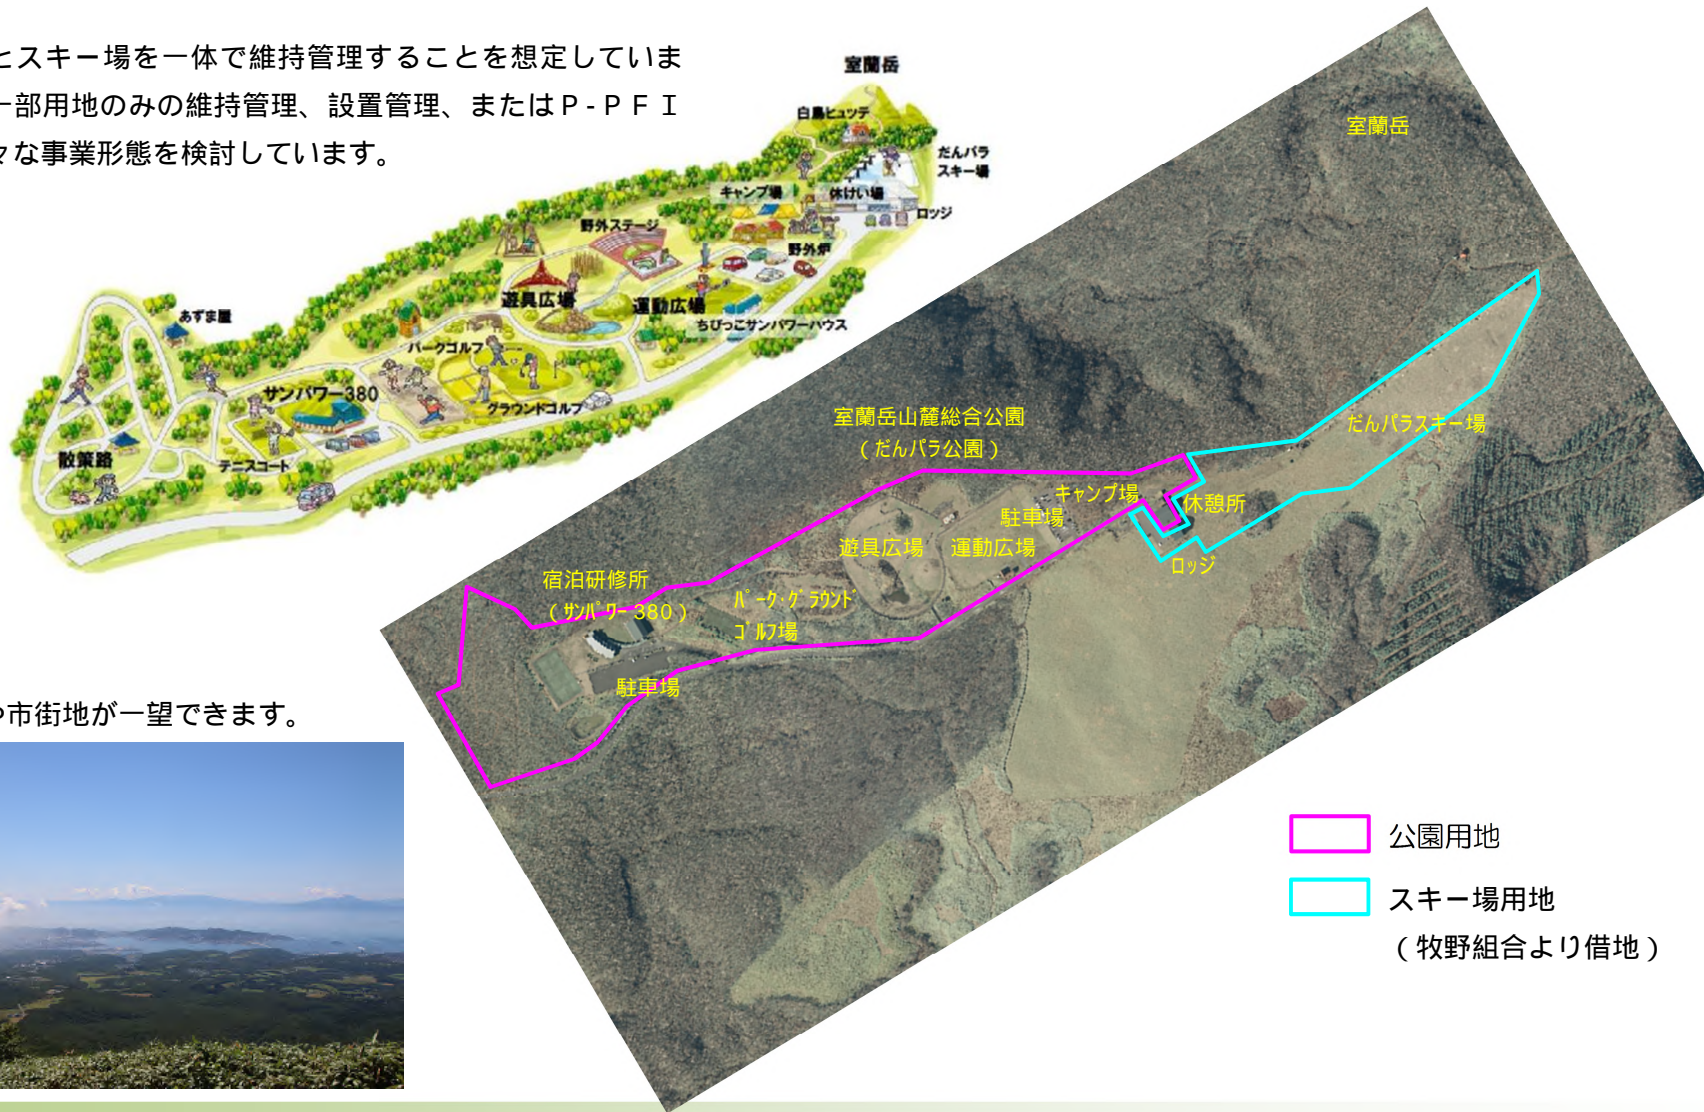 とスキー場を一体で維持管理することを想定していま
一部用地のみの維持管理、設置管理、またはＰ-ＰＦＩ
々な事業形態を検討しています。
室蘭岳
白鳥ヒュッテ
だんパラ
スキー場
キャンプ場
休けい場
ロッジ
野外ステージ
野外炉
遊具広場
運動広場
ちびっこサンパワーハウス
あずま屋
パークゴルフ
サンパワー380
グラウンドゴルフ
散策路
テニスコート
室蘭岳
室蘭岳山麓総合公園
（だんパラ公園）
だんパラスキー場
キャンプ場
休憩所
駐車場
遊具広場
運動広場
ロッジ
宿泊研修所
（ｻﾝﾊﾟﾜｰ380）
ﾊﾟｰｸ･ｸﾞﾗｳﾝﾄﾞ
ｺﾞﾙﾌ場
駐車場
や市街地が一望できます。
公園用地
スキー場用地
（牧野組合より借地）